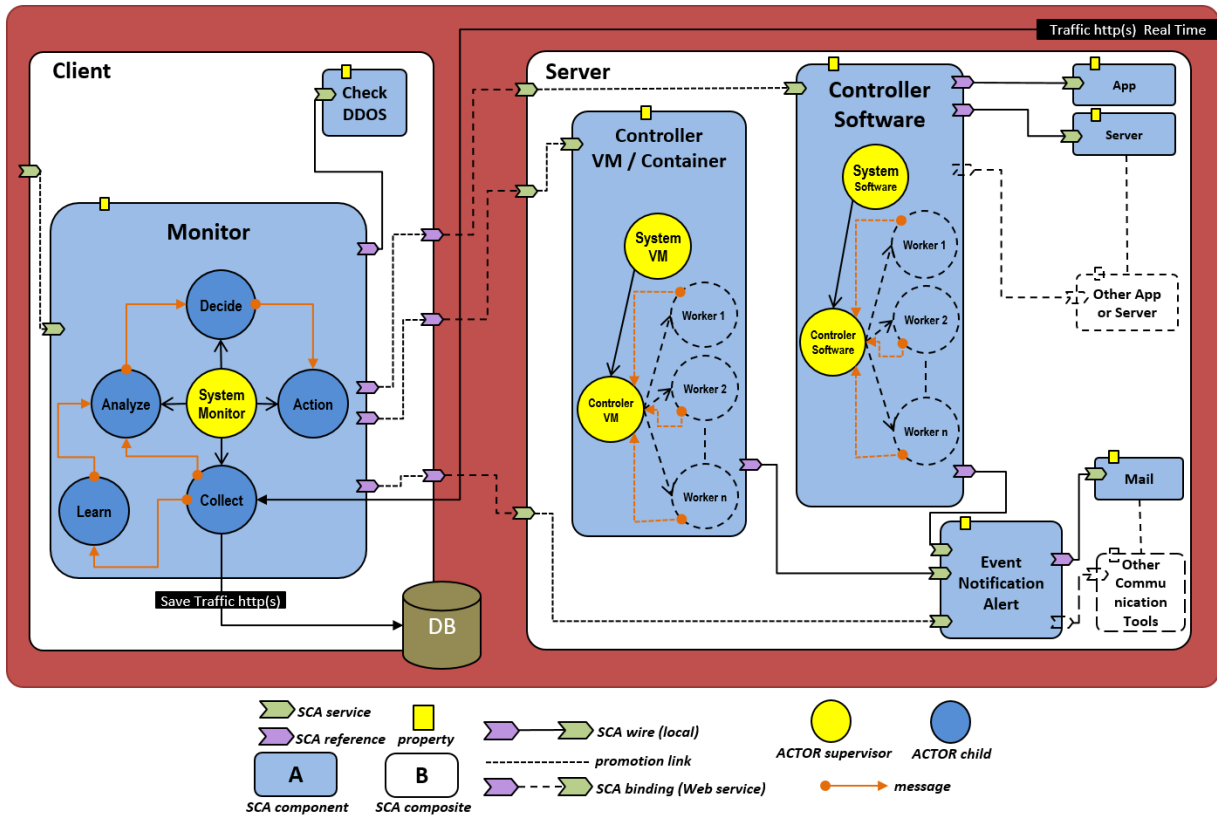 Traffic http(s) Real Time
Client
Check
DDOS
Monitor
Decide
Analyze
System
Monitor
Action
Learn
Collect
Save Traffic http(s)
DB
Server
Controller
VM / Container
System
VM
Worker 1
Worker 2
Controler
VM
Worker n
Controller
Software
System
Software
Worker 1
Worker 2
Controler
Software
Worker n
App
Server
Other App
or Server
Mail
Event
Notification
Alert
Other
Commu
nication
Tools
SCA service
SCA reference
property
SCA wire (local)
promotion link
SCA binding (Web service)
A
SCA component
B
SCA composite
ACTOR supervisor
ACTOR child
message